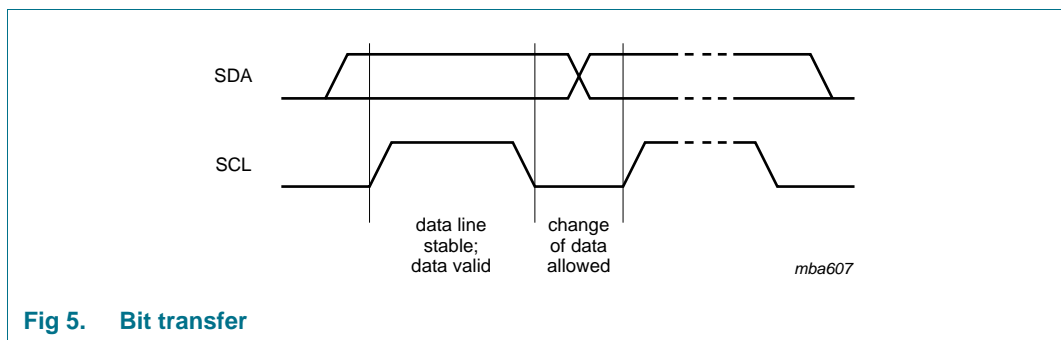 SDA
SCL
data line
stable;
data valid
change
of data
allowed
mba607
Fig 5. Bit transfer